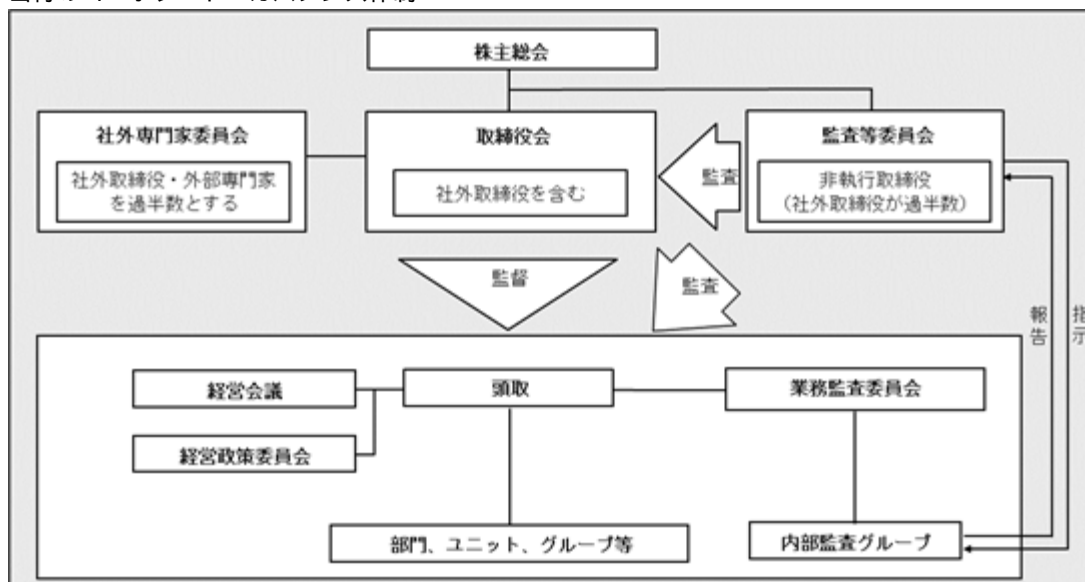 株主総会
社外専門家委員会
社外取締役・外部専門家
を過半数とする
取締役会
社外取締役を含む
監査
監査等委員会
非執行取締役
(社外取締役が過半数)
監督
監査
報告
指示
経営会議
頭取
業務監査委員会
経営政策委員会
部門、ユニット、グループ等
内部監査グループ